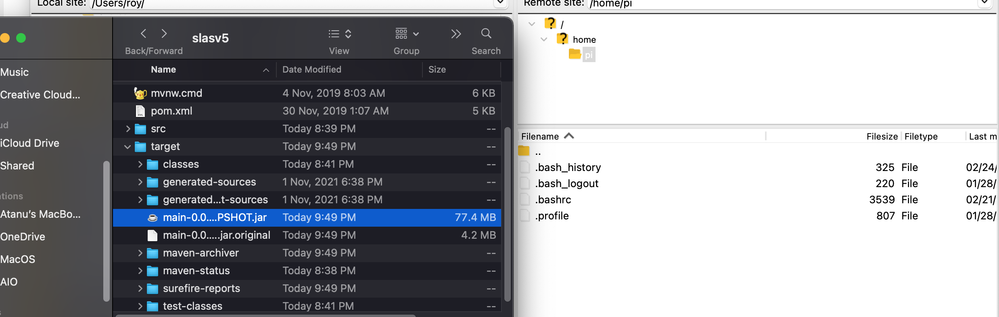 Local site: /Users/roy/
Remote site: /home/pi
slasv5
Back/Forward
View
Group
Search
Music
Creative Cloud...
iCloud Drive
Shared
Atanu’s MacBo...
OneDrive
MacOS
AIO
Name Date Modified Size
mvnw.cmd 4 Nov, 2019 8:03 AM 6 KB
pom.xml 30 Nov, 2019 1:07 AM 5 KB
src Today 8:39 PM --
target Today 9:49 PM --
classes Today 8:41 PM --
generated-sources 1 Nov, 2021 6:38 PM --
generated...t-sources 1 Nov, 2021 6:38 PM --
main-0.0....PSHOT.jar Today 9:49 PM 77.4 MB
main-0.0.....jar.original Today 9:49 PM 4.2 MB
maven-archiver Today 9:49 PM --
maven-status Today 8:38 PM --
surefire-reports Today 9:49 PM --
test-classes Today 8:41 PM --
/
home
pi
Filename Filesize Filetype Last m
..
.bash_history 325 File 02/24/
.bash_logout 220 File 01/28/
.bashrc 3539 File 02/21/
.profile 807 File 01/28/